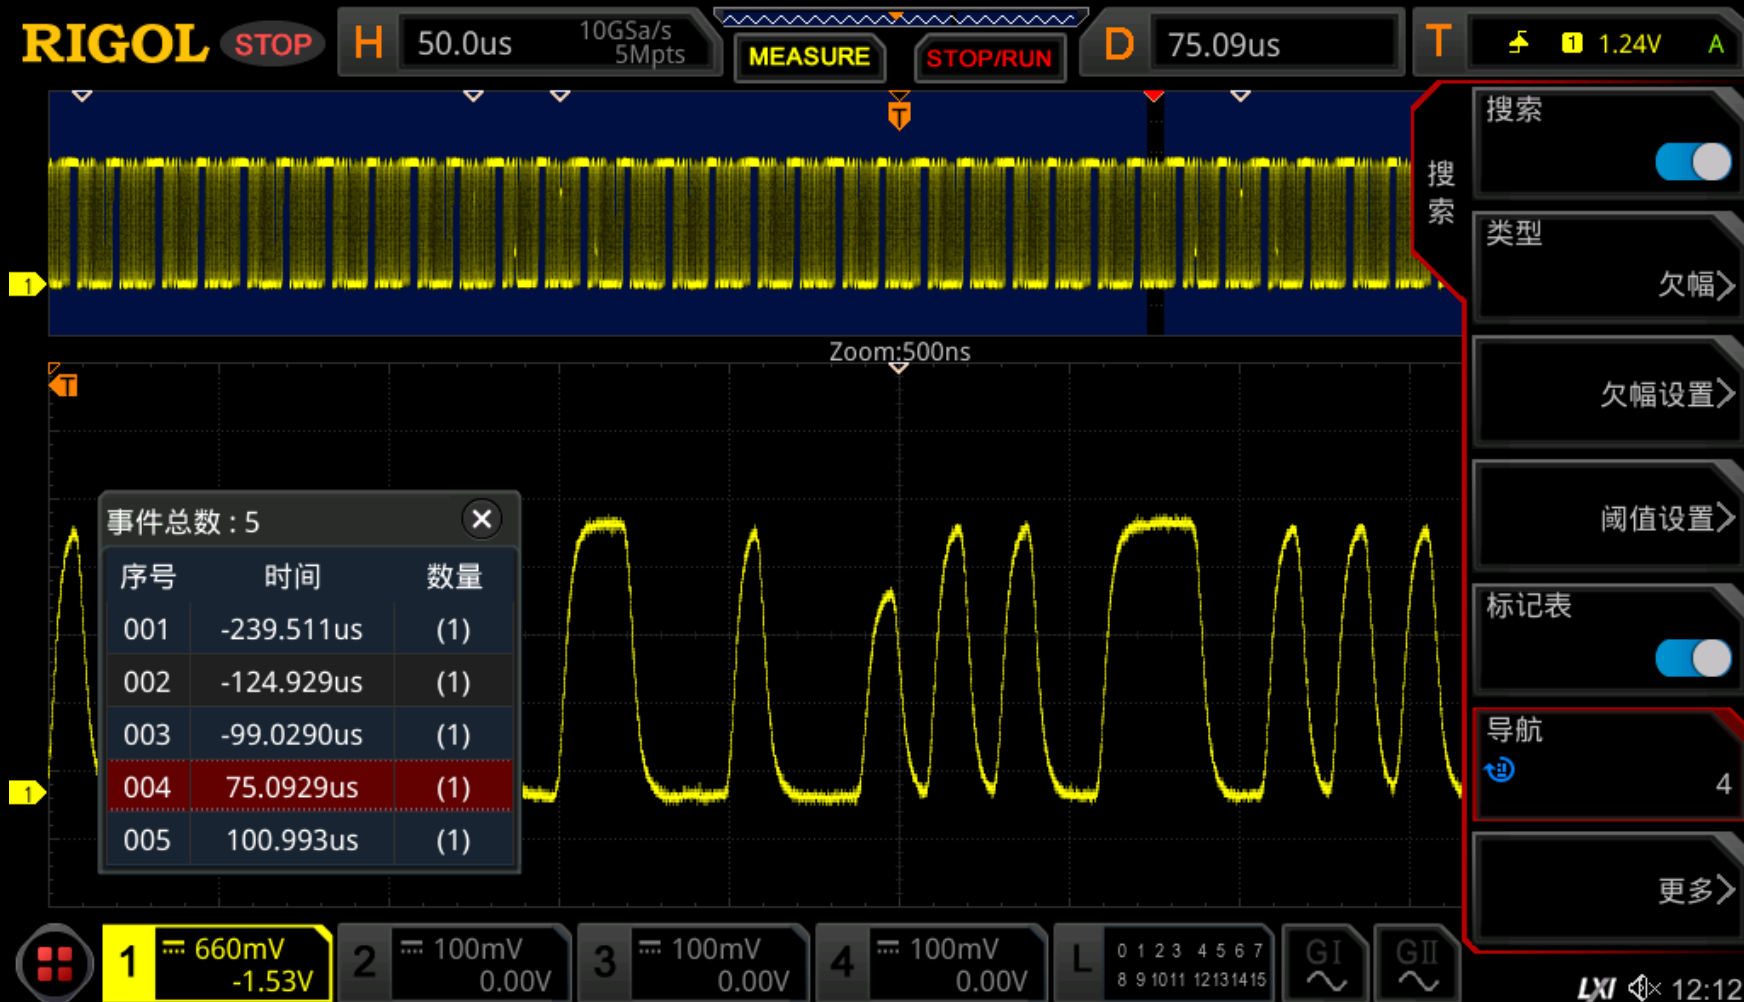 RIGOL
STOP
H
50.0us
10GSa/s
5Mpts
MEASURE
STOP/RUN
D
75.09us
T
1
1.24V
A
T
搜索
搜索
类型
欠幅
欠幅设置
阈值设置
标记表
导航
4
更多
1
Zoom:500ns
T
1
事件总数 : 5
序号 时间 数量
001 -239.511us (1)
002 -124.929us (1)
003 -99.0290us (1)
004 75.0929us (1)
005 100.993us (1)
1
660mV
-1.53V
2
100mV
0.00V
3
100mV
0.00V
4
100mV
0.00V
L
0 1 2 3 4 5 6 7
8 9 10 11 12 13 14 15
GI
GII
LXI
12:12